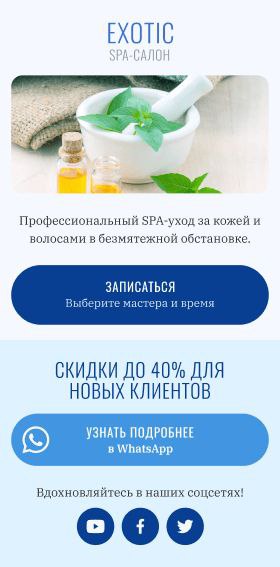 EXOTIC
SPA-САЛОН
Профессиональный SPA-уход за кожей и
волосами в безмятежной обстановке.
ЗАПИСАТЬСЯ
Выберите мастера и время
СКИДКИ ДО 40% ДЛЯ
НОВЫХ КЛИЕНТОВ
УЗНАТЬ ПОДРОБНЕЕ
в WhatsApp
Вдохновляйтесь в наших соцсетях!